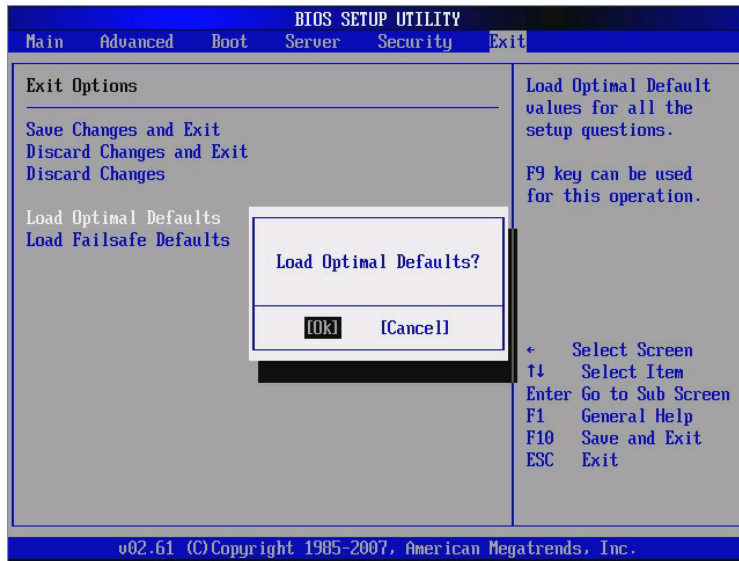 BIOS SETUP UTILITY
Main Advanced Boot Server Security Exit
Exit Options
Save Changes and Exit
Discard Changes and Exit
Discard Changes
Load Optimal Defaults
Load Failsafe Defaults
Load Optimal Defaults?
[Ok] [Cancel]
Load Optimal Default
values for all the
setup questions.
F9 key can be used
for this operation.
← Select Screen
↑↓ Select Item
Enter Go to Sub Screen
F1 General Help
F10 Save and Exit
ESC Exit
v02.61 (C)Copyright 1985-2007, American Megatrends, Inc.